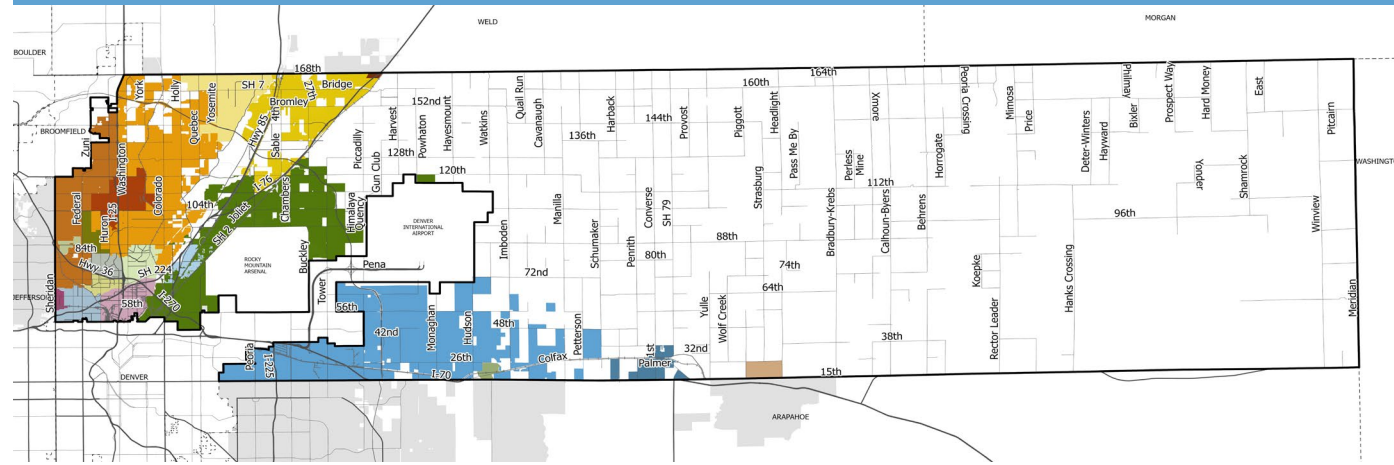 WELD
MORGAN
BOULDER
168th
164th
160th
SH 7
Bridge
27th
York
Holly
Yosemite
Quebec
Bromley
4th
Hwy 85
Sable
152nd
Harvest
Powhaton
Hayesmount
Watkins
Quail Run
Cavanaugh
136th
Harback
144th
Provost
Piggott
Headlight
Pass Me By
Xmore
Perless Mine
Peoria Crossing
Horrogate
Mimosa
Price
Philmay
Bixler
Prospect Way
Hard Money
East
Pitcairn
Deter-Winters
Hayward
Yonder
Shamrock
BROOMFIELD
Zuni
Washington
Piccadilly
Gun Club
128th
120th
112th
WASHINGT
Federal
Huron
I-25
Colorado
104th
I-76
SH 2
Joliet
Chambers
Himalaya
Quency
DENVER
INTERNATIONAL
AIRPORT
Imboden
Manilla
Schumaker
Penrith
Converse
SH 79
Strasburg
Bradbury-Krebs
Calhoun-Byers
Behrens
96th
Winview
84th
Hwy 36
SH 224
ROCKY
MOUNTAIN
ARSENAL
Buckley
Pena
88th
80th
72nd
74th
64th
Koepke
Hanks Crossing
JEFFERSO
Sheridan
58th
I-270
Tower
56th
42nd
Monaghan
Hudson
48th
Petterson
Yulle
Wolf Creek
38th
Rector Leader
Meridian
Peoria
I-225
26th
Colfax
I-70
1st
32nd
Palmer
15th
DENVER
ARAPAHOE